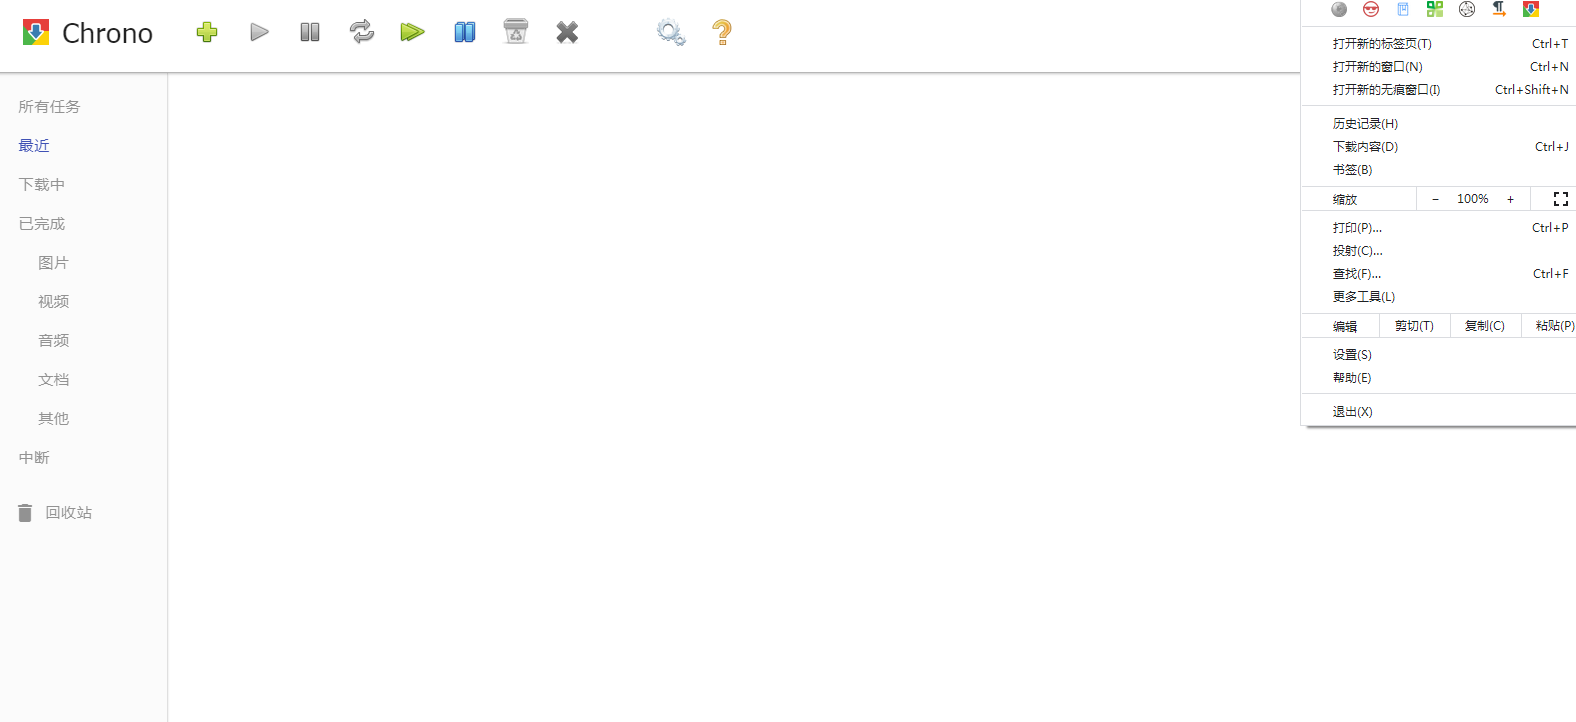 Chrono
所有任务
最近
下载中
已完成
图片
视频
音频
文档
其他
中断
回收站
打开新的标签页(T) Ctrl+T
打开新的窗口(N) Ctrl+N
打开新的无痕窗口(I) Ctrl+Shift+N
历史记录(H)
下载内容(D) Ctrl+J
书签(B)
缩放 − 100% +
打印(P)... Ctrl+P
投射(C)...
查找(F)... Ctrl+F
更多工具(L)
编辑 剪切(T) 复制(C) 粘贴(P)
设置(S)
帮助(E)
退出(X)